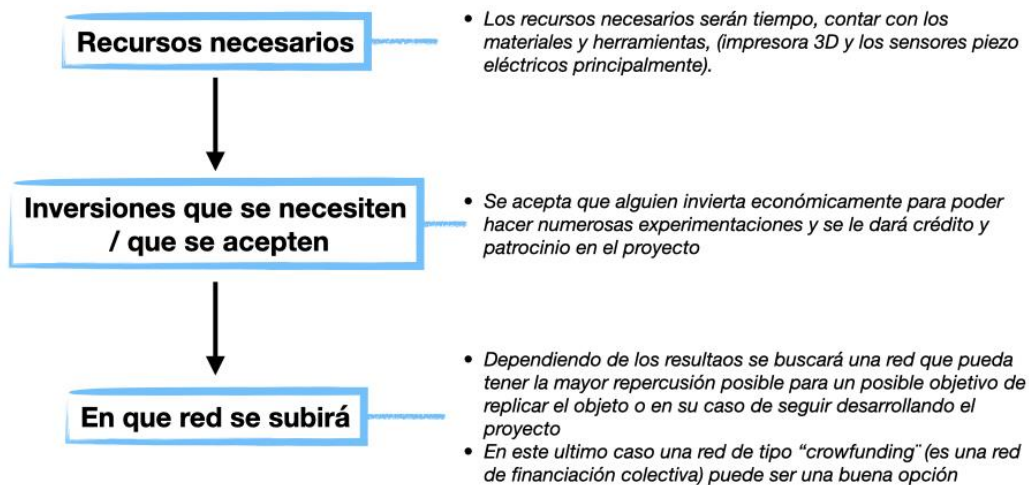 Recursos necesarios
• Los recursos necesarios serán tiempo, contar con los
materiales y herramientas, (impresora 3D y los sensores piezo
eléctricos principalmente).
Inversiones que se necesiten
/ que se acepten
• Se acepta que alguien invierta económicamente para poder
hacer numerosas experimentaciones y se le dará crédito y
patrocinio en el proyecto
En que red se subirá
• Dependiendo de los resultaos se buscará una red que pueda
tener la mayor repercusión posible para un posible objetivo de
replicar el objeto o en su caso de seguir desarrollando el
proyecto
• En este ultimo caso una red de tipo “crowfunding¨ (es una red
de financiación colectiva) puede ser una buena opción